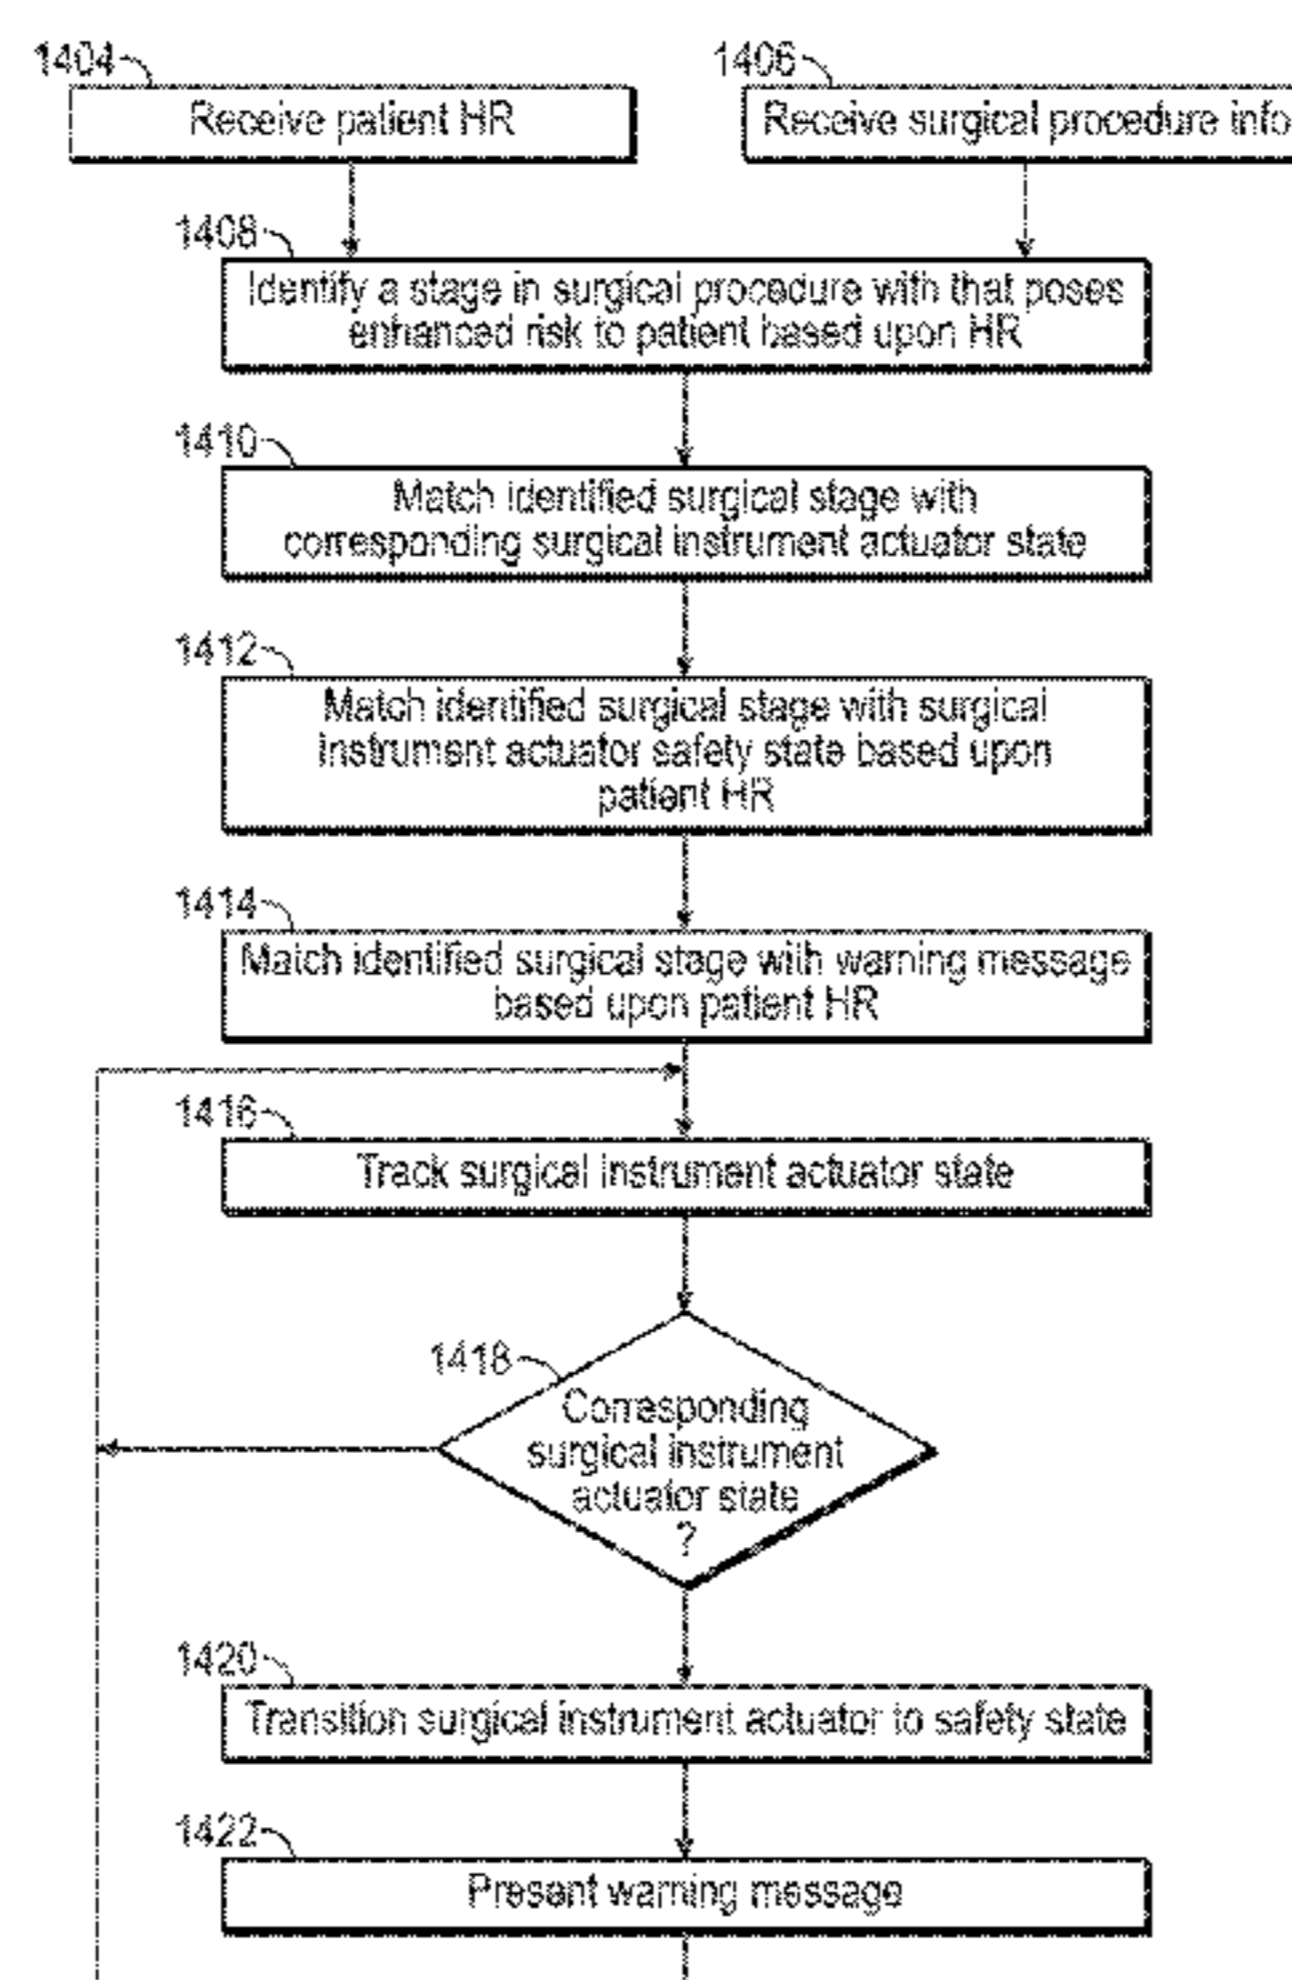 1404
1406
Receive patient HR
Receive surgical procedure info
1408
Identify a stage in surgical procedure with that poses
enhanced risk to patient based upon HR
1410
Match identified surgical stage with
corresponding surgical instrument actuator state
1412
Match identified surgical stage with surgical
instrument actuator safety state based upon
patient HR
1414
Match identified surgical stage with warning message
based upon patient HR
1416
Track surgical instrument actuator state
1418
Corresponding
surgical instrument
actuator state
?
1420
Transition surgical instrument actuator to safety state
1422
Present warning message